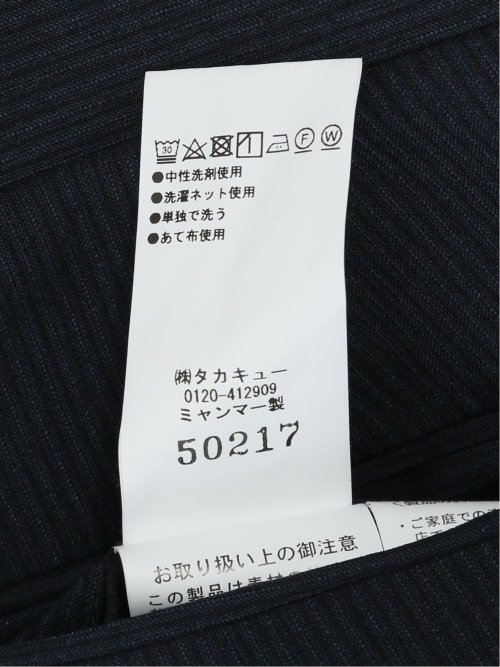 30 F W
●中性洗剤使用
●洗濯ネット使用
●単独で洗う
●あて布使用
㈱タカキュー
0120-412909
ミャンマー製
50217
・ご家庭での
お取り扱い上の御注意
この製品は素材の